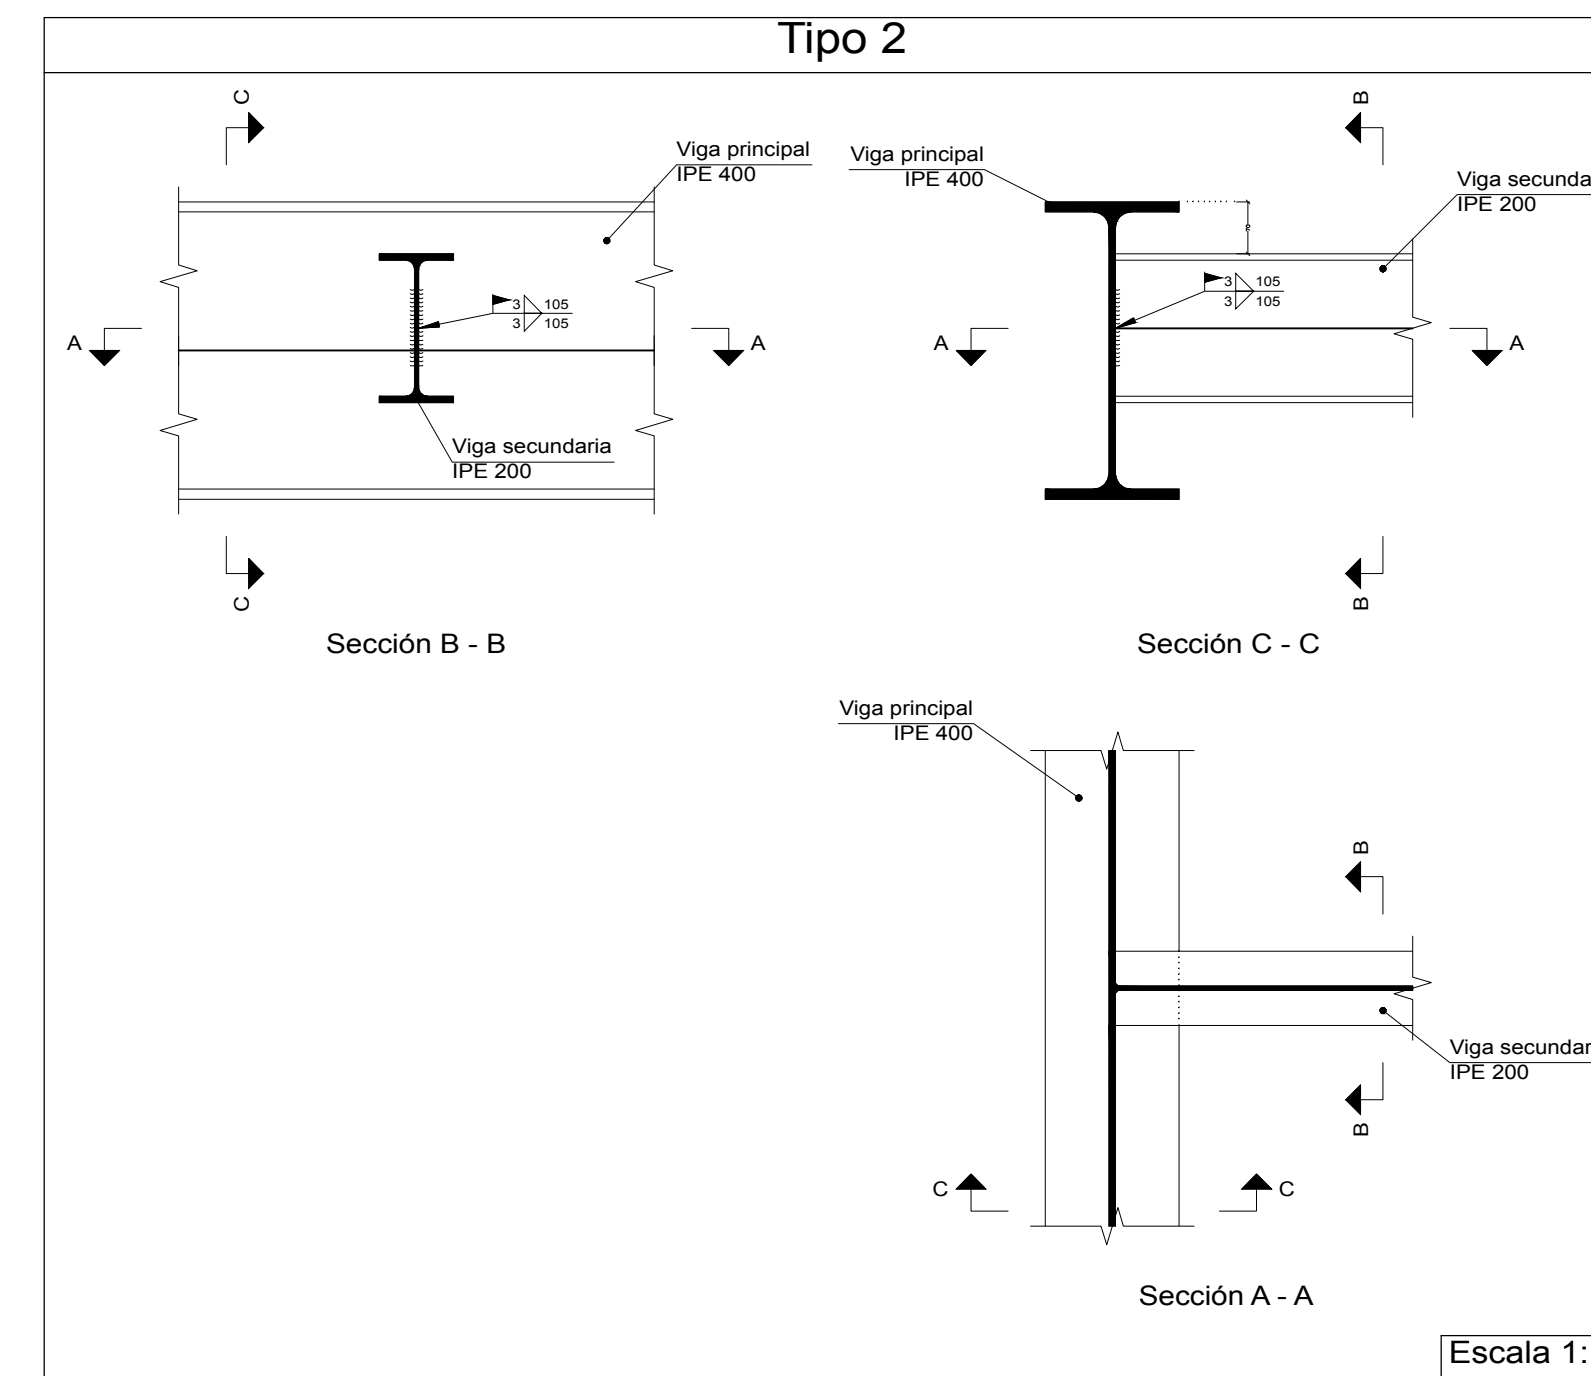 Tipo 2
C
B
Viga principal
IPE 400
Viga principal
IPE 400
Viga secunda
IPE 200
3 105
3 105
3 105
3 105
A
A
A
A
Viga secundaria
IPE 200
C
B
Sección B - B
Sección C - C
Viga principal
IPE 400
B
Viga secundar
IPE 200
B
C
C
Sección A - A
Escala 1: